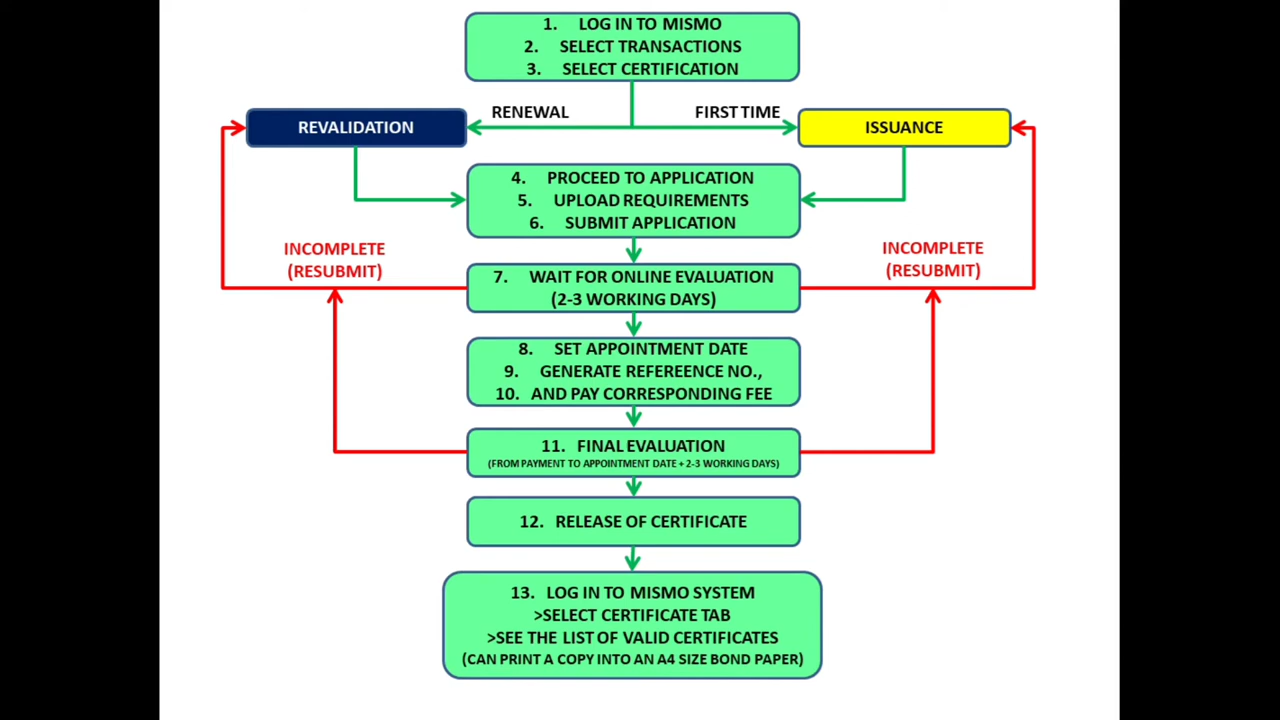 1. LOG IN TO MISMO
2. SELECT TRANSACTIONS
3. SELECT CERTIFICATION
RENEWAL
FIRST TIME
REVALIDATION
ISSUANCE
4. PROCEED TO APPLICATION
5. UPLOAD REQUIREMENTS
6. SUBMIT APPLICATION
INCOMPLETE
(RESUBMIT)
INCOMPLETE
(RESUBMIT)
7. WAIT FOR ONLINE EVALUATION
(2-3 WORKING DAYS)
8. SET APPOINTMENT DATE
9. GENERATE REFEREENCE NO.,
10. AND PAY CORRESPONDING FEE
11. FINAL EVALUATION
(FROM PAYMENT TO APPOINTMENT DATE + 2-3 WORKING DAYS)
12. RELEASE OF CERTIFICATE
13. LOG IN TO MISMO SYSTEM
>SELECT CERTIFICATE TAB
>SEE THE LIST OF VALID CERTIFICATES
(CAN PRINT A COPY INTO AN A4 SIZE BOND PAPER)